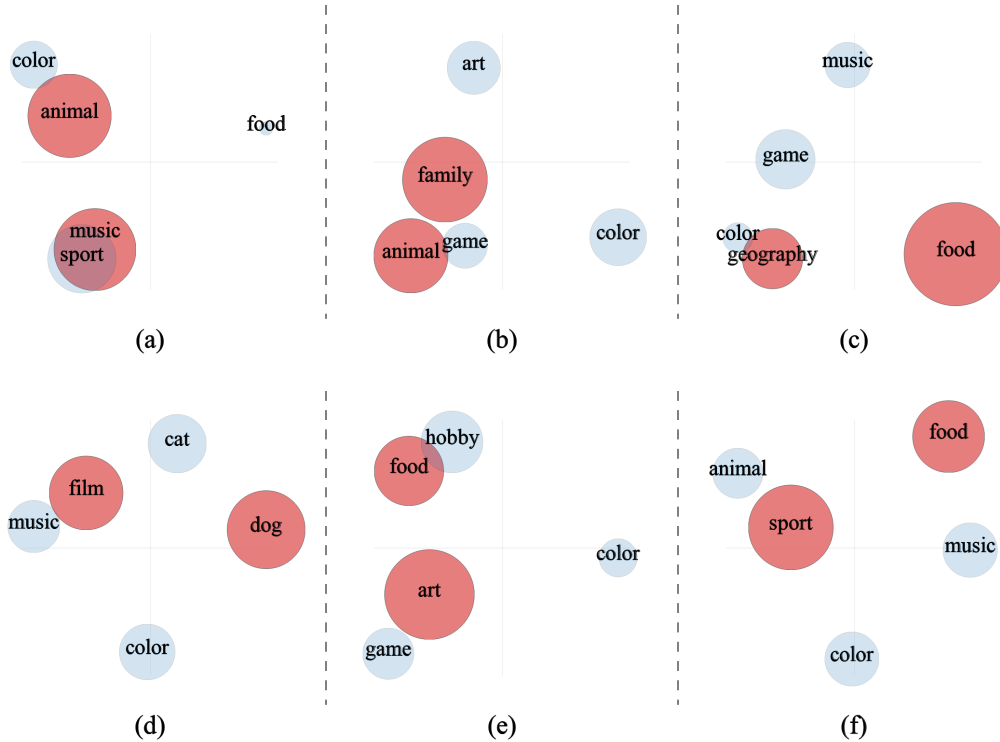 color
animal
food
music
sport
(a)
art
family
animal
game
color
(b)
music
game
color
geography
food
(c)
cat
film
music
dog
color
(d)
hobby
food
color
art
game
(e)
food
animal
sport
music
color
(f)